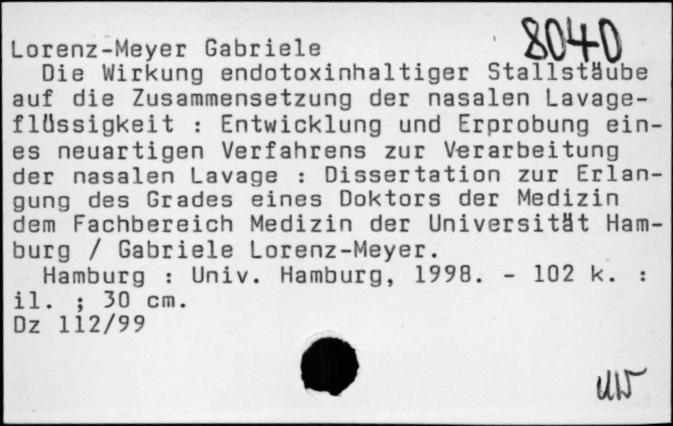 8040
Lorenz-Meyer Gabriele
Die Wirkung endotoxinhaltiger Stallstäube
auf die Zusammensetzung der nasalen Lavage-
flüssigkeit : Entwicklung und Erprobung ein-
es neuartigen Verfahrens zur Verarbeitung
der nasalen Lavage : Dissertation zur Erlan-
gung des Grades eines Doktors der Medizin
dem Fachbereich Medizin der Universität Ham-
burg / Gabriele Lorenz-Meyer.
Hamburg : Univ. Hamburg, 1998. - 102 k. :
il. ; 30 cm.
Dz 112/99